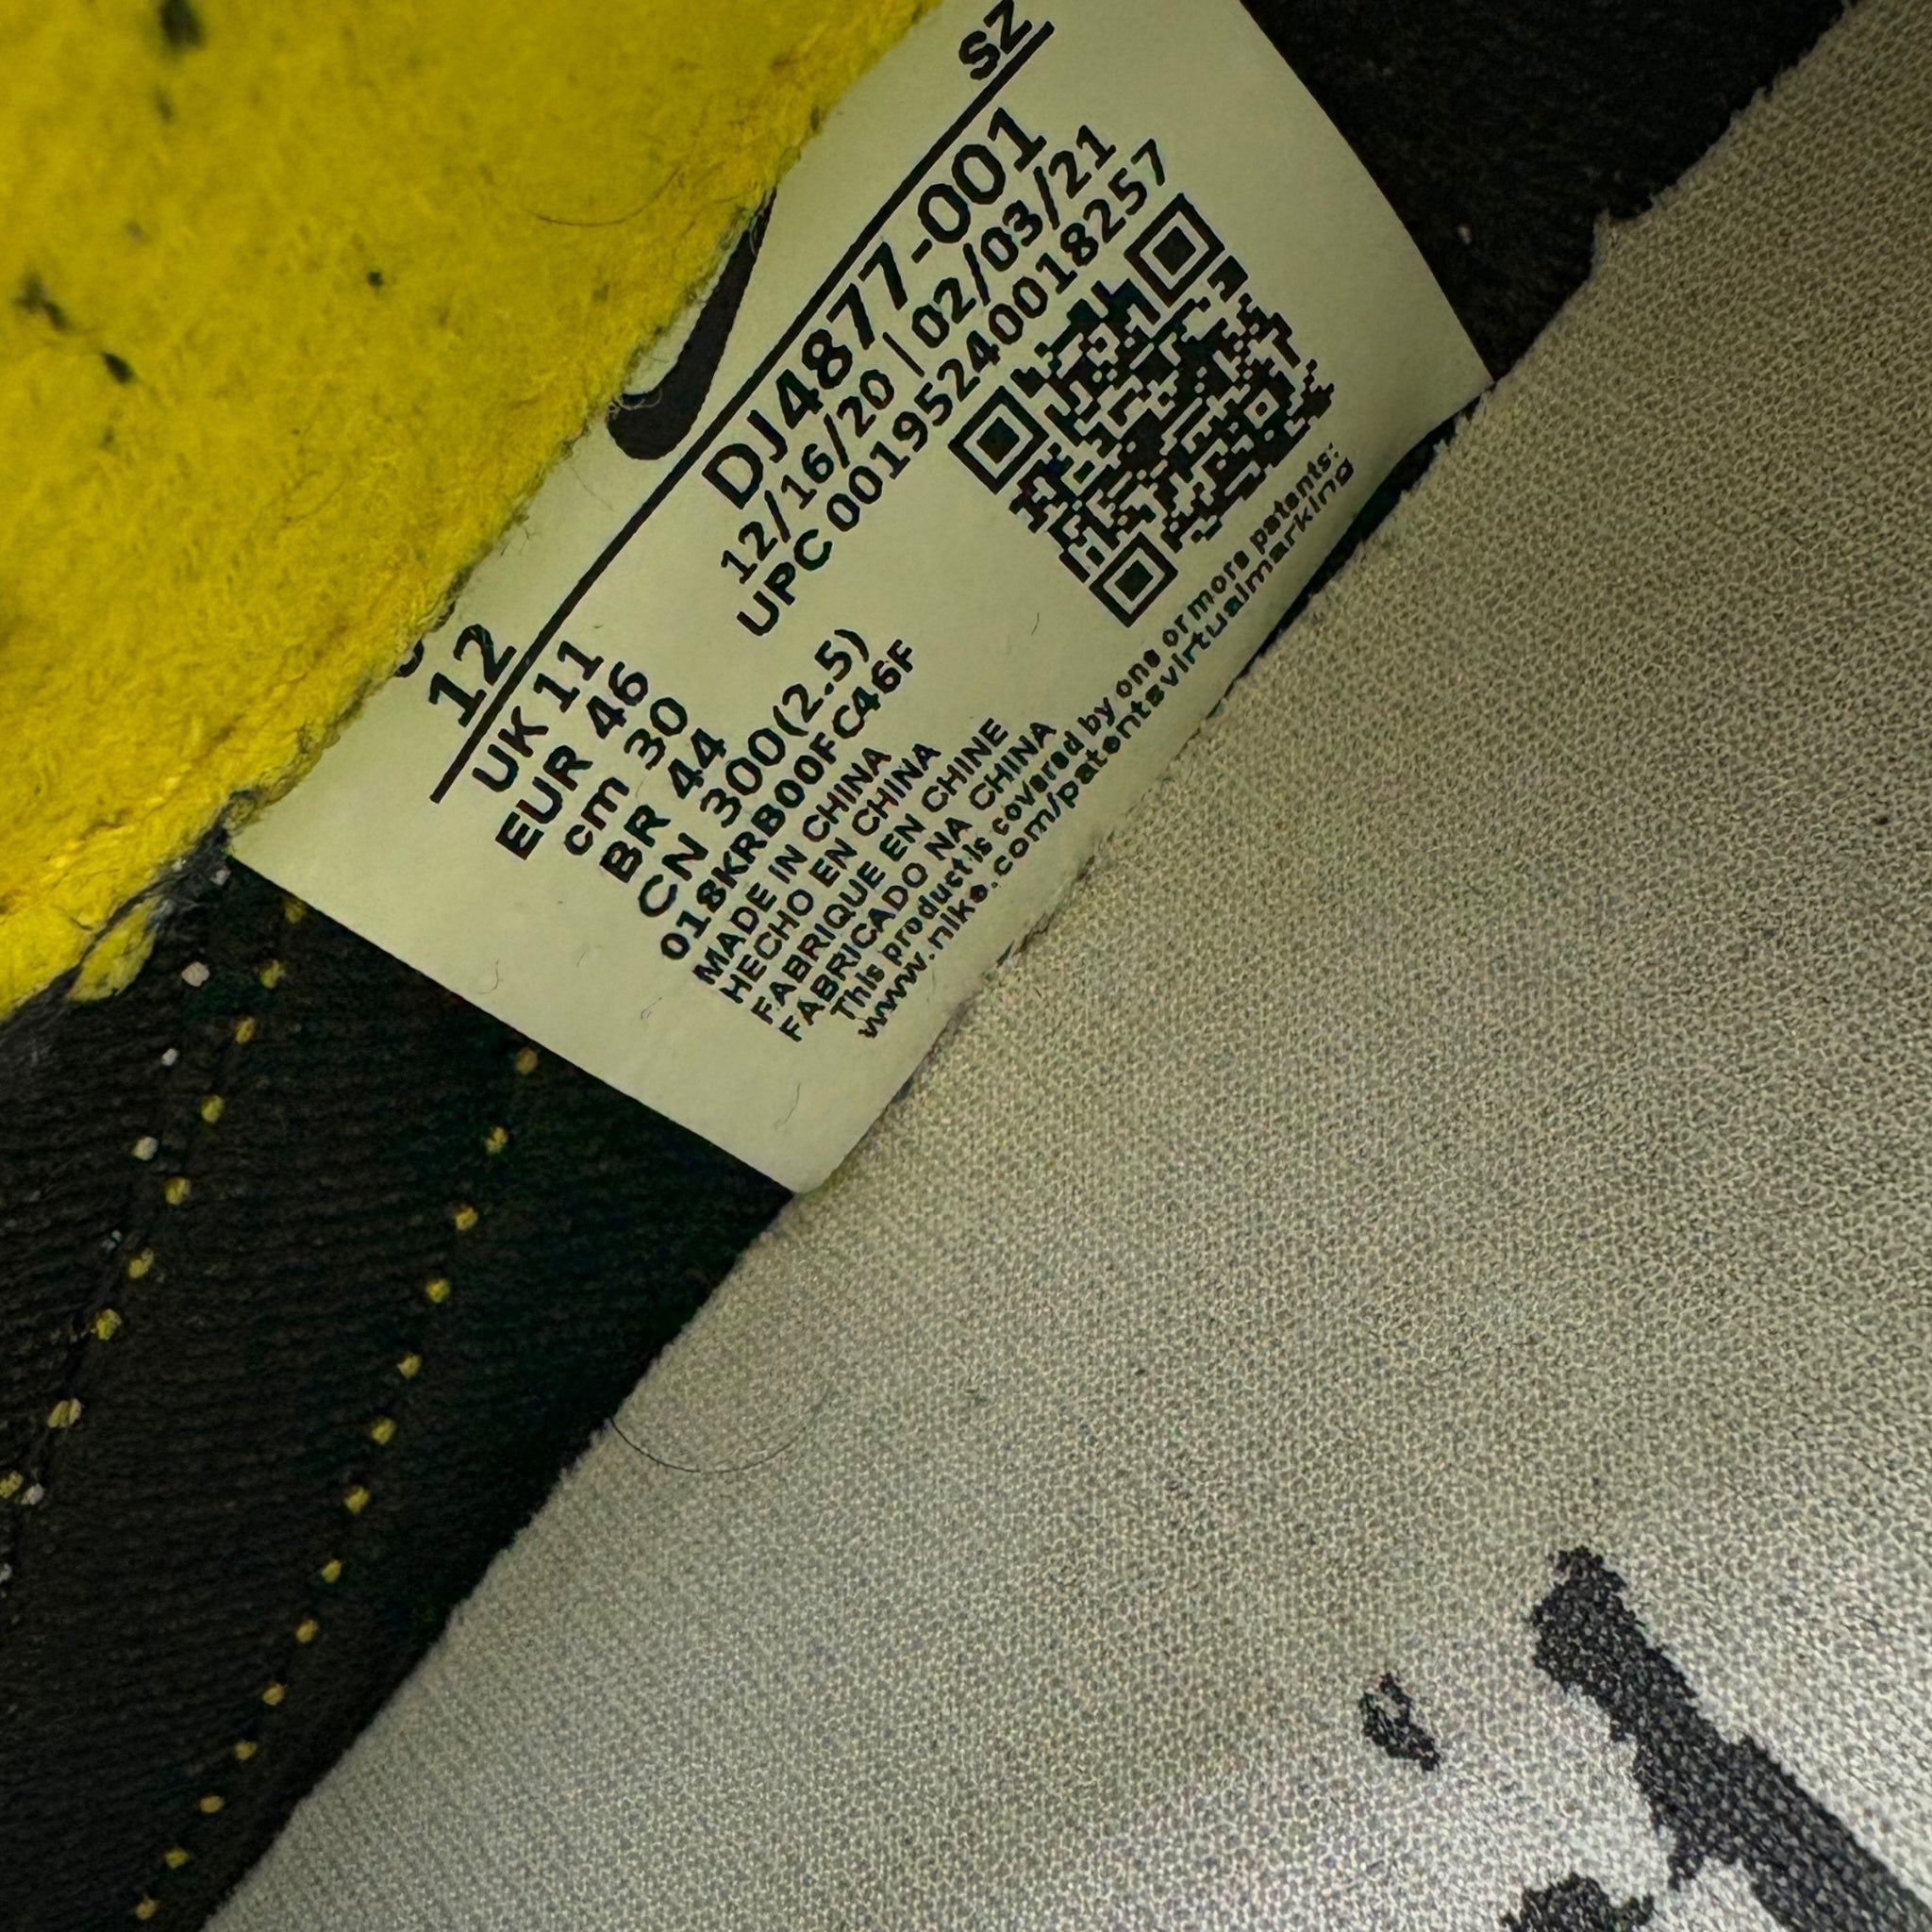 SZ
12
UK 11
EUR 46
cm 30
BR 44
CN 300(2.5)
018KRB00FC46F
MADE IN CHINA
HECHO EN CHINA
FABRIQUE EN CHINE
FABRICADO NA CHINA
This product is covered by one or more patents:
www.nike.com/patentsvirtualmarking
DJ4877-001
12/16/20 | 02/03/21
UPC 00195240018257